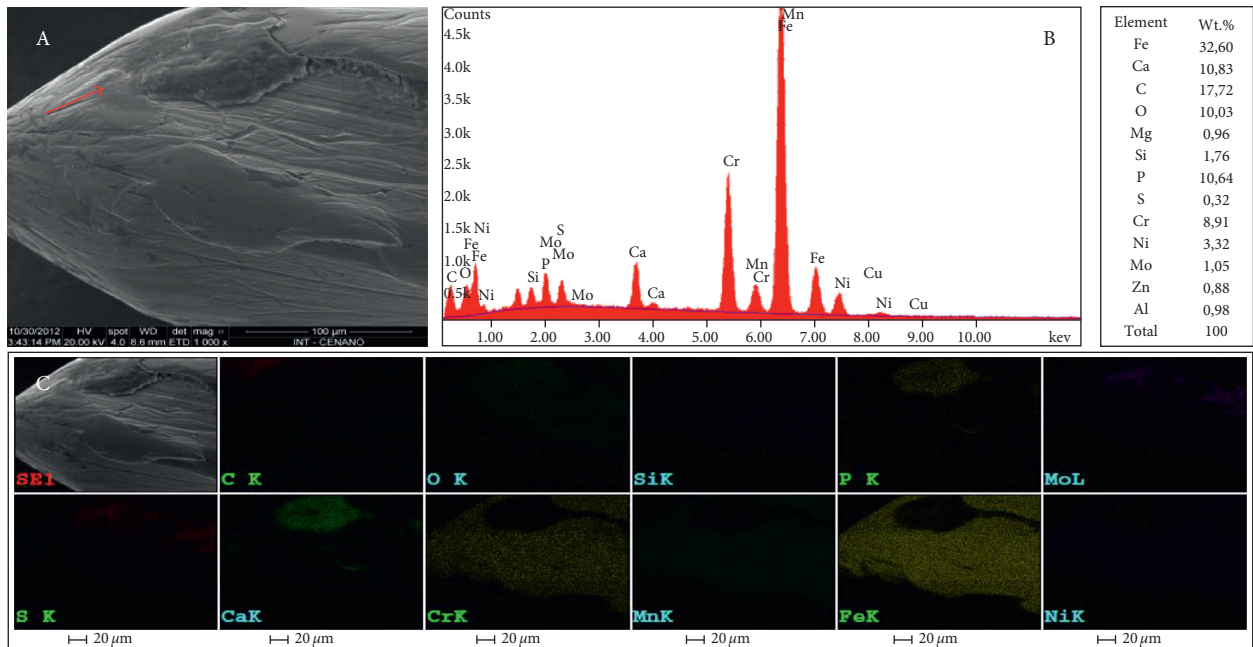 A
10/30/2012 HV spot WD det mag 100 μm
3:43:14 PM 20.00 kV 4.0 8.6 mm ETD 1 000 x INT - CENANO
Counts
4.5k
4.0k
3.5k
3.0k
2.5k
2.0k
1.5k
1.0k
0.5k
B
Mn
Fe
Cr
Ni
Fe
O Fe
C
Ni
S
Mo
Mo
P
Si
Mo
Ca
Ca
Mn
Cr
Fe
Ni
Cu
Ni
Cu
1.00 2.00 3.00 4.00 5.00 6.00 7.00 8.00 9.00 10.00 kev
Element Wt.%
Fe 32,60
Ca 10,83
C 17,72
O 10,03
Mg 0,96
Si 1,76
P 10,64
S 0,32
Cr 8,91
Ni 3,32
Mo 1,05
Zn 0,88
Al 0,98
Total 100
C
SE1 C K O K SiK P K MoL
S K CaK CrK MnK FeK NiK
20 μm 20 μm 20 μm 20 μm 20 μm 20 μm